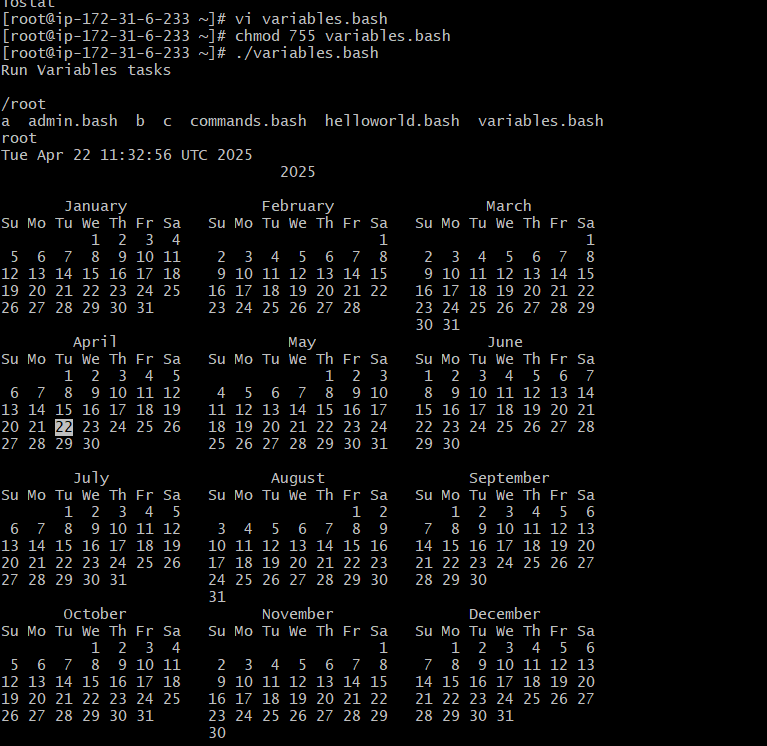 Tostat
[root@ip-172-31-6-233 ~]# vi variables.bash
[root@ip-172-31-6-233 ~]# chmod 755 variables.bash
[root@ip-172-31-6-233 ~]# ./variables.bash
Run Variables tasks

/root
a  admin.bash  b  c  commands.bash  helloworld.bash  variables.bash
root
Tue Apr 22 11:32:56 UTC 2025
                               2025

       January               February                 March
Su Mo Tu We Th Fr Sa   Su Mo Tu We Th Fr Sa   Su Mo Tu We Th Fr Sa
          1  2  3  4                      1                      1
 5  6  7  8  9 10 11    2  3  4  5  6  7  8    2  3  4  5  6  7  8
12 13 14 15 16 17 18    9 10 11 12 13 14 15    9 10 11 12 13 14 15
19 20 21 22 23 24 25   16 17 18 19 20 21 22   16 17 18 19 20 21 22
26 27 28 29 30 31      23 24 25 26 27 28      23 24 25 26 27 28 29
                                              30 31
        April                   May                   June
Su Mo Tu We Th Fr Sa   Su Mo Tu We Th Fr Sa   Su Mo Tu We Th Fr Sa
       1  2  3  4  5                1  2  3    1  2  3  4  5  6  7
 6  7  8  9 10 11 12    4  5  6  7  8  9 10    8  9 10 11 12 13 14
13 14 15 16 17 18 19   11 12 13 14 15 16 17   15 16 17 18 19 20 21
20 21 22 23 24 25 26   18 19 20 21 22 23 24   22 23 24 25 26 27 28
27 28 29 30            25 26 27 28 29 30 31   29 30

        July                  August                September
Su Mo Tu We Th Fr Sa   Su Mo Tu We Th Fr Sa   Su Mo Tu We Th Fr Sa
       1  2  3  4  5                   1  2       1  2  3  4  5  6
 6  7  8  9 10 11 12    3  4  5  6  7  8  9    7  8  9 10 11 12 13
13 14 15 16 17 18 19   10 11 12 13 14 15 16   14 15 16 17 18 19 20
20 21 22 23 24 25 26   17 18 19 20 21 22 23   21 22 23 24 25 26 27
27 28 29 30 31         24 25 26 27 28 29 30   28 29 30
                       31
       October               November               December
Su Mo Tu We Th Fr Sa   Su Mo Tu We Th Fr Sa   Su Mo Tu We Th Fr Sa
          1  2  3  4                      1       1  2  3  4  5  6
 5  6  7  8  9 10 11    2  3  4  5  6  7  8    7  8  9 10 11 12 13
12 13 14 15 16 17 18    9 10 11 12 13 14 15   14 15 16 17 18 19 20
19 20 21 22 23 24 25   16 17 18 19 20 21 22   21 22 23 24 25 26 27
26 27 28 29 30 31      23 24 25 26 27 28 29   28 29 30 31
                       30